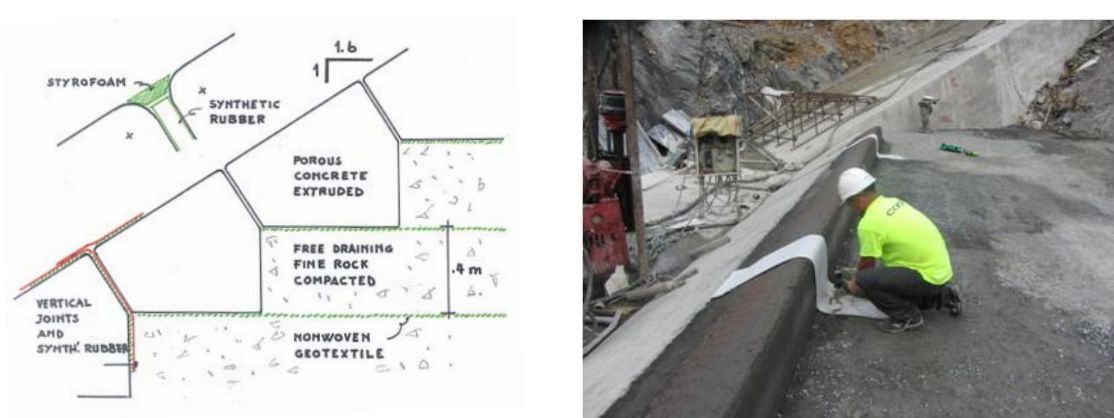 STYROFOAM
SYNTHETIC
RUBBER
1.b
1
POROUS
CONCRETE
EXTRUDED
FREE DRAINING
FINE ROCK
COMPACTED
.4 m
VERTICAL
JOINTS
AND
SYNTH. RUBBER
NONWOVEN
GEOTEXTILE